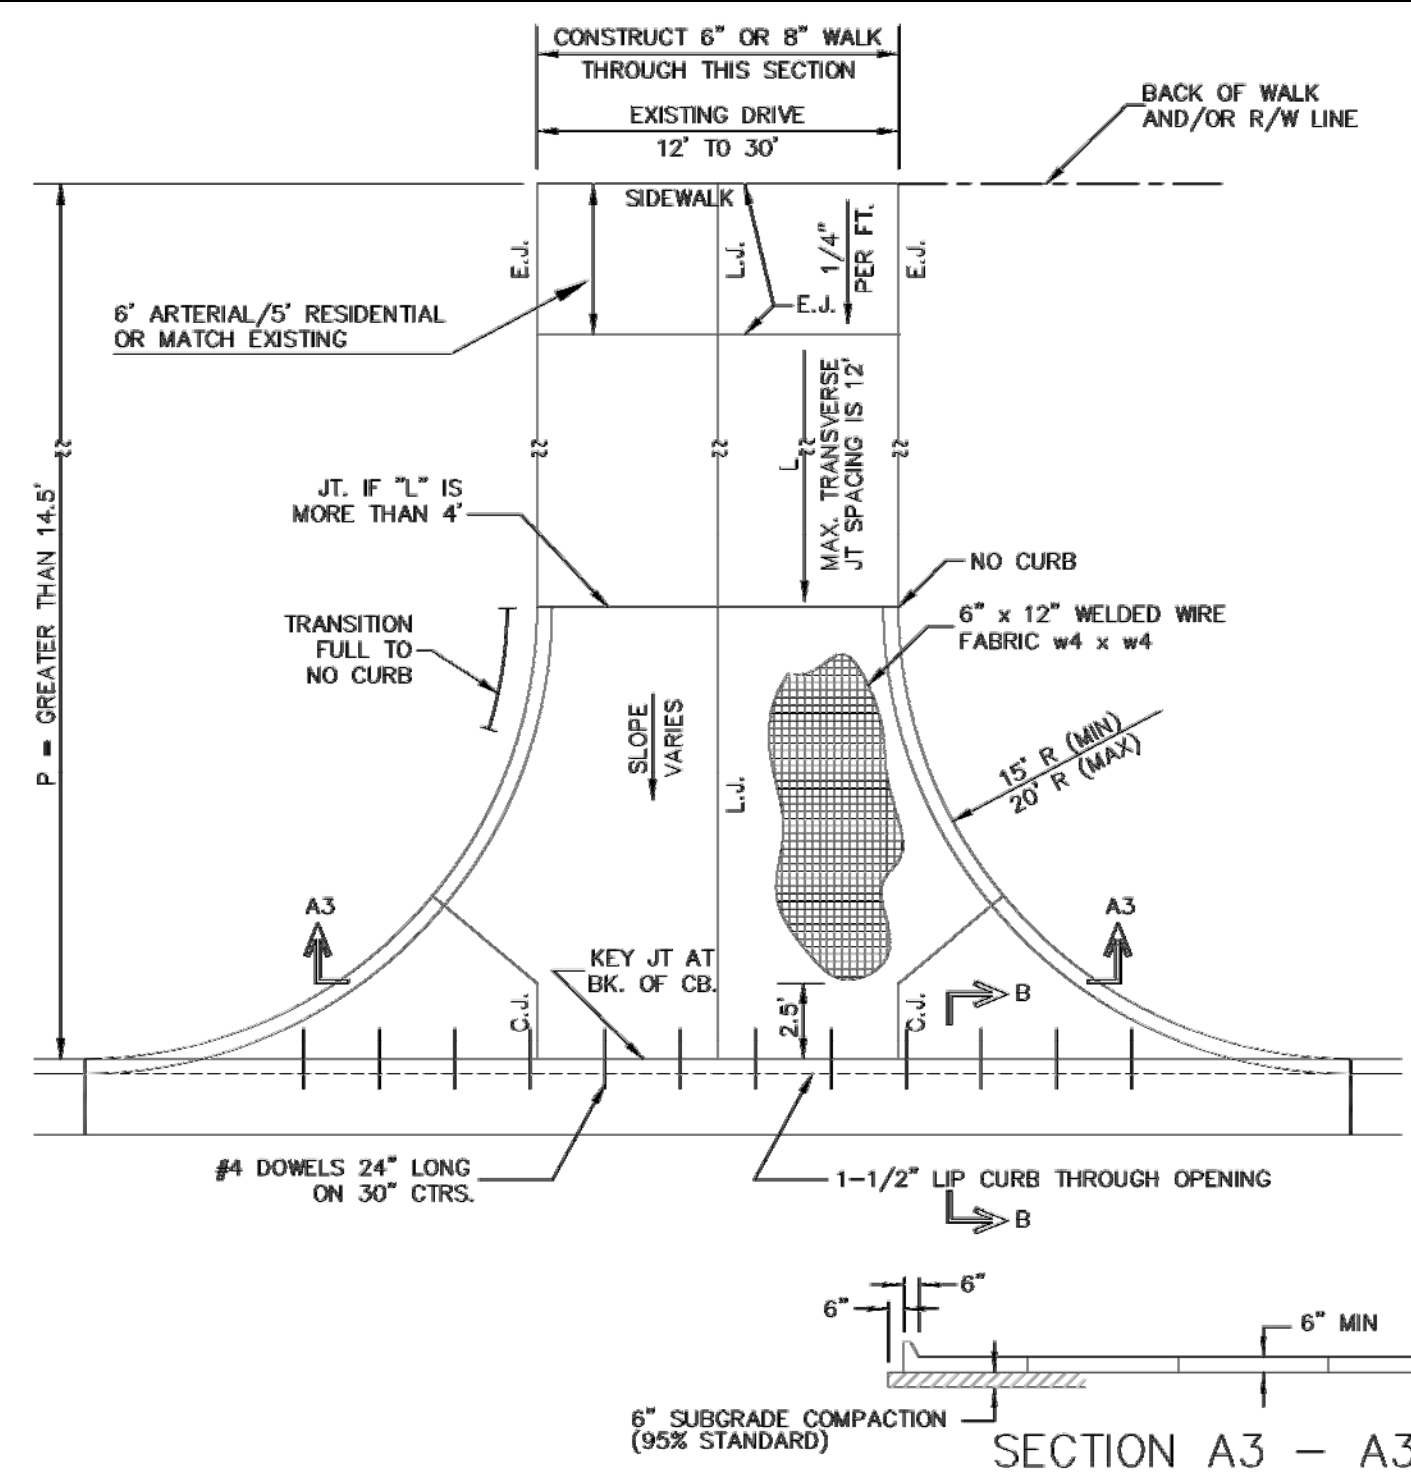 CONSTRUCT 6" OR 8" WALK
THROUGH THIS SECTION
EXISTING DRIVE
12' TO 30'
BACK OF WALK
AND/OR R/W LINE
SIDEWALK
E.J.
L.J.
1/4"
PER FT.
E.J.
E.J.
6' ARTERIAL/5' RESIDENTIAL
OR MATCH EXISTING
L
MAX. TRANSVERSE
JT SPACING IS 12'
P = GREATER THAN 14.5'
JT. IF "L" IS
MORE THAN 4'
NO CURB
TRANSITION
FULL TO
NO CURB
6" x 12" WELDED WIRE
FABRIC w4 x w4
SLOPE
VARIES
L.J.
15' R (MIN)
20' R (MAX)
A3
A3
KEY JT AT
BK. OF CB.
C.J.
2.5'
C.J.
B
#4 DOWELS 24" LONG
ON 30" CTRS.
1-1/2" LIP CURB THROUGH OPENING
B
6"
6"
6" MIN
6" SUBGRADE COMPACTION
(95% STANDARD)
SECTION A3 - A3